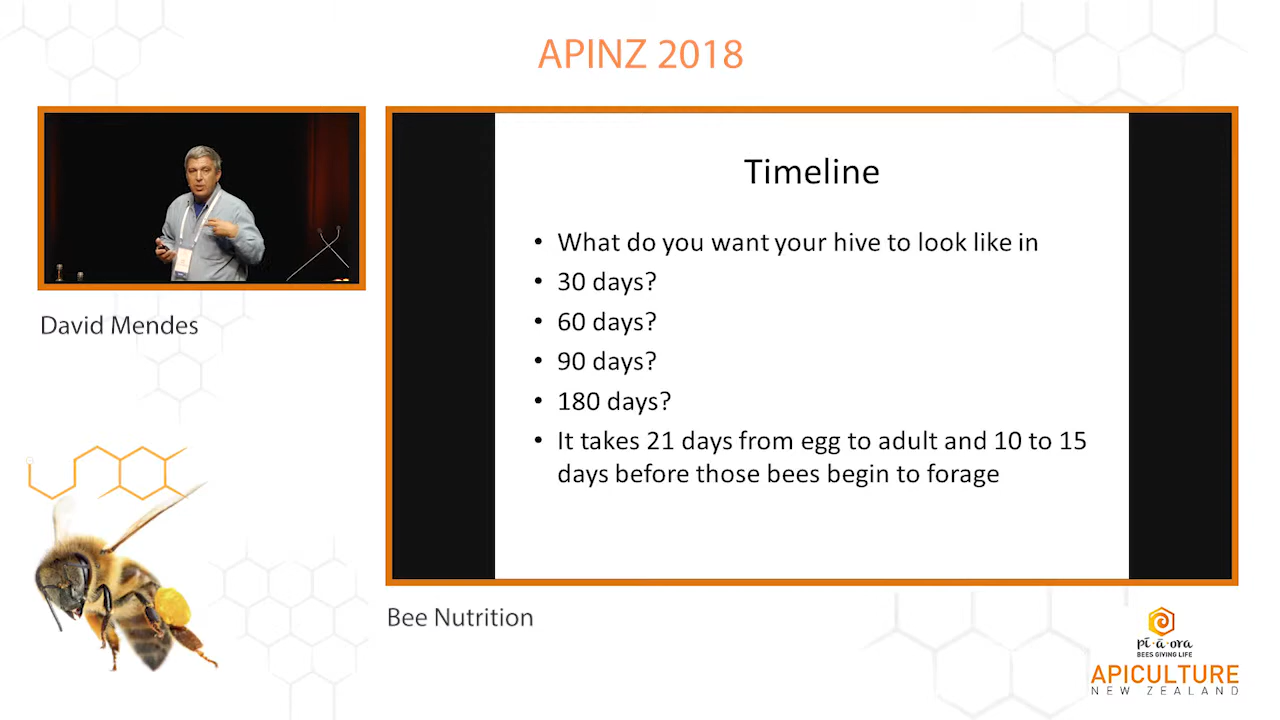 APINZ 2018
David Mendes
Timeline
• What do you want your hive to look like in
• 30 days?
• 60 days?
• 90 days?
• 180 days?
• It takes 21 days from egg to adult and 10 to 15
days before those bees begin to forage
Bee Nutrition
pī-ā-ora
BEES GIVING LIFE
APICULTURE
NEW ZEALAND